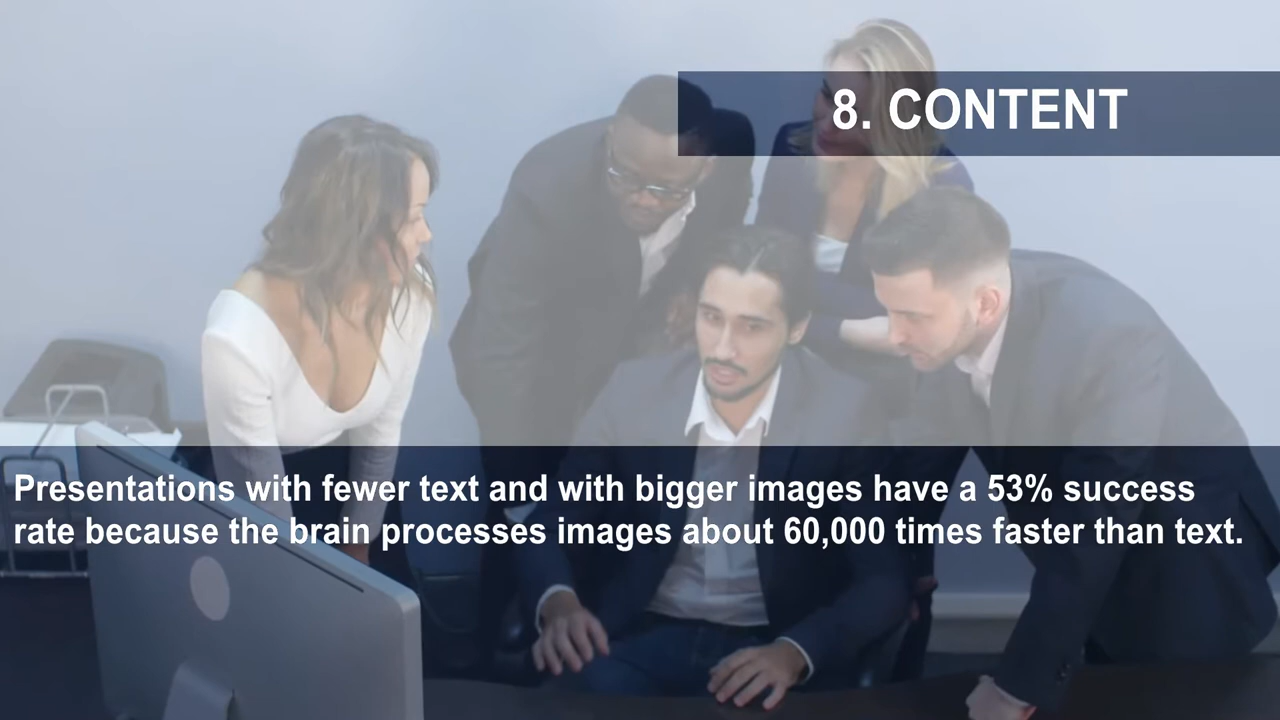 8. CONTENT
Presentations with fewer text and with bigger images have a 53% success
rate because the brain processes images about 60,000 times faster than text.